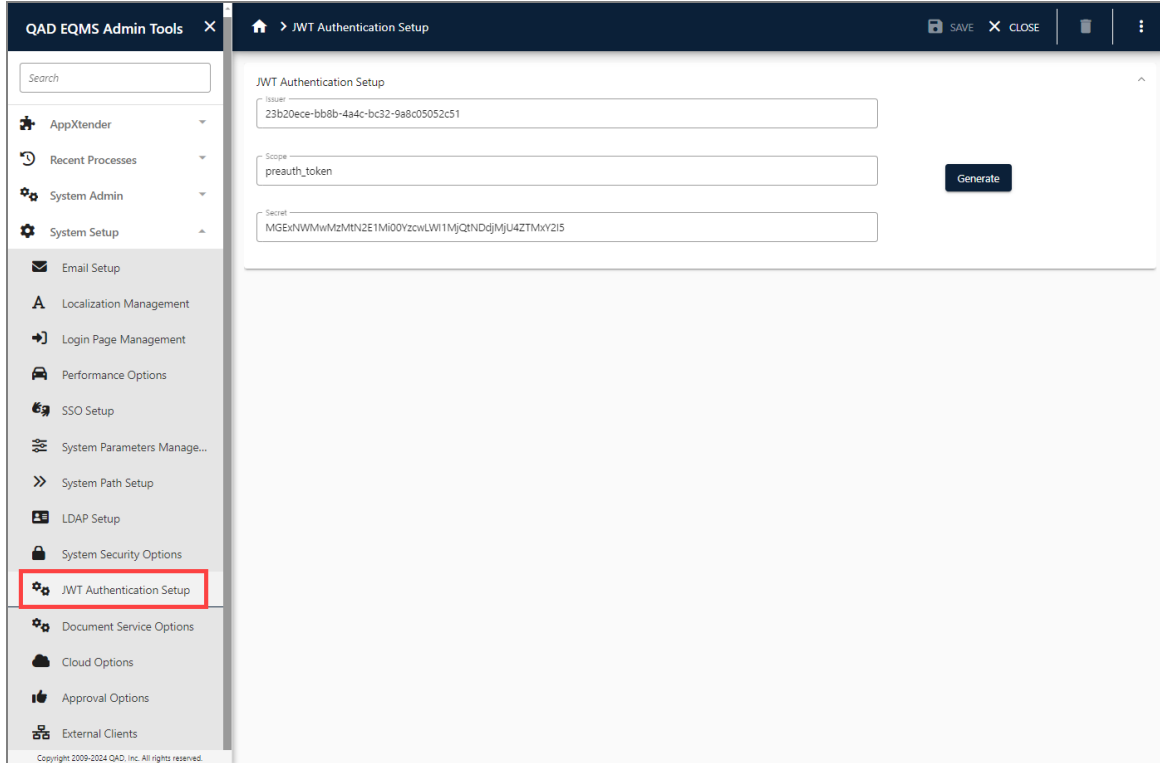 QAD EQMS Admin Tools
JWT Authentication Setup
SAVE
CLOSE
Search
AppXtender
Recent Processes
System Admin
System Setup
Email Setup
Localization Management
Login Page Management
Performance Options
SSO Setup
System Parameters Manage...
System Path Setup
LDAP Setup
System Security Options
JWT Authentication Setup
Document Service Options
Cloud Options
Approval Options
External Clients
Copyright 2009-2024 QAD, Inc. All rights reserved.
JWT Authentication Setup
Issuer
23b20ece-bb8b-4a4c-bc32-9a8c05052c51
Scope
preauth_token
Generate
Secret
MGExNWMwMzMtN2E1Mi00YzcwLWI1MjQtNDdjMjU4ZTMxY2I5